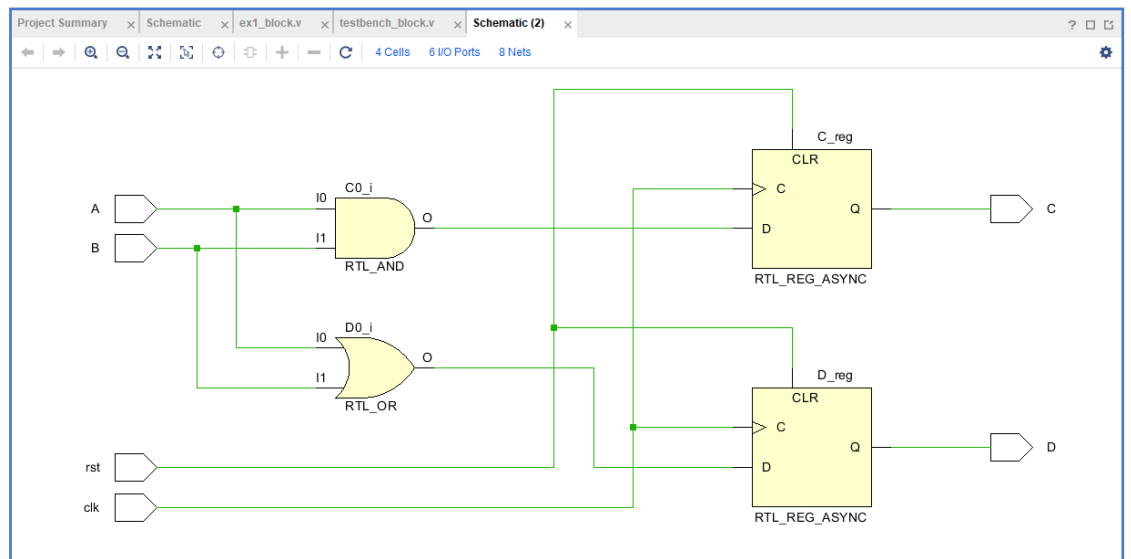 Project Summary × Schematic × ex1_block.v × testbench_block.v × Schematic (2) × ?
4 Cells 6 I/O Ports 8 Nets
C_reg
CLR
C0_i
A I0 C
O Q C
B I1 D
RTL_AND
RTL_REG_ASYNC
D0_i
I0
O
I1 D_reg
CLR
RTL_OR
C
Q D
rst D
clk
RTL_REG_ASYNC